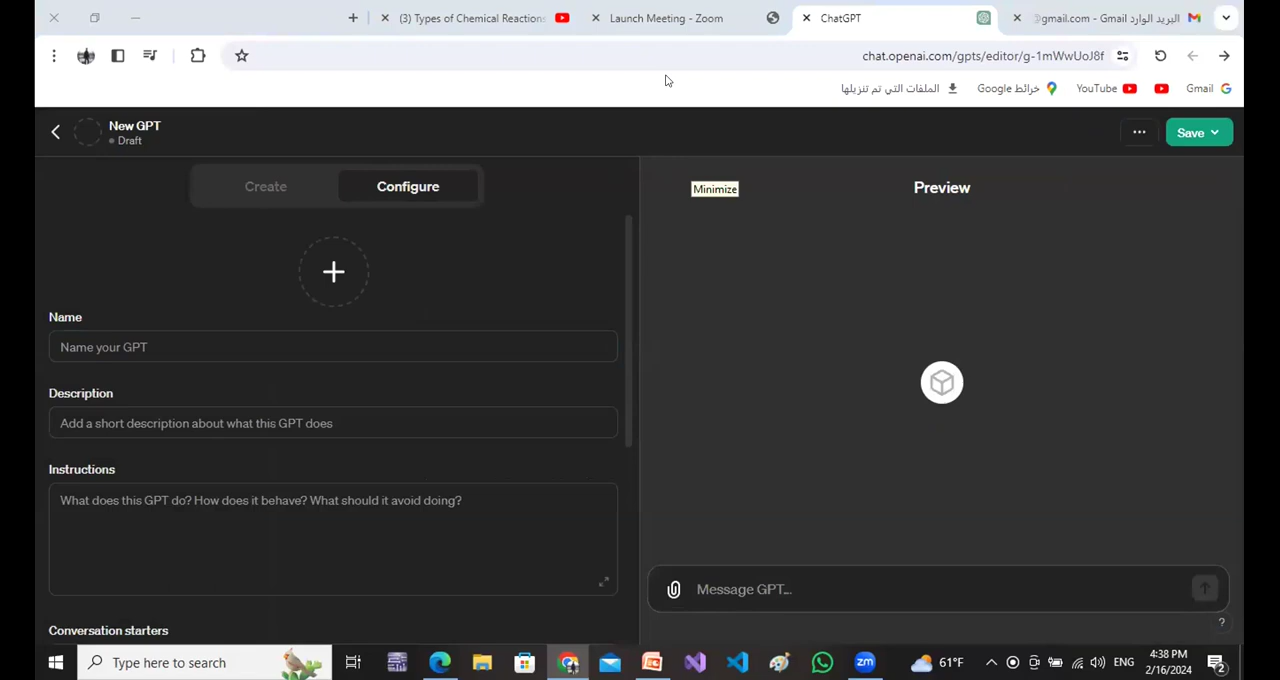 (3) Types of Chemical Reactions
Launch Meeting - Zoom
ChatGPT
البريد الوارد - Gmail - @gmail.com
chat.openai.com/gpts/editor/g-1mWwUoJ8f
الملفات التي تم تنزيلها
خرائط Google
YouTube
Gmail
New GPT
Draft
Save
Create
Configure
Minimize
Preview
Name
Name your GPT
Description
Add a short description about what this GPT does
Instructions
What does this GPT do? How does it behave? What should it avoid doing?
Conversation starters
Message GPT…
?
Type here to search
zm
61°F
ENG
4:38 PM
2/16/2024
2